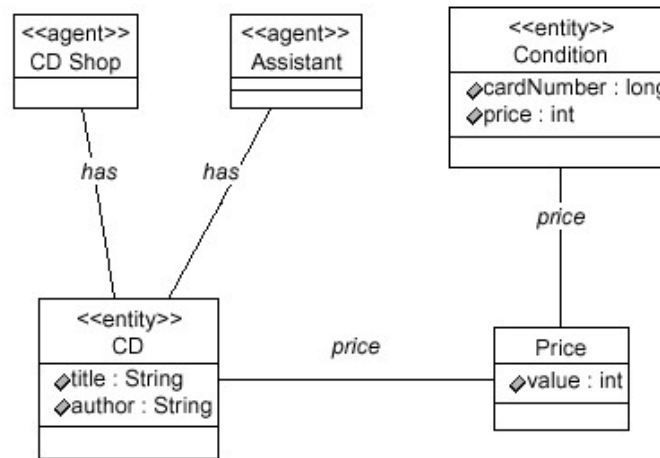 <<agent>>
CD Shop
<<agent>>
Assistant
<<entity>>
Condition
cardNumber : long
price : int
has
has
price
<<entity>>
CD
title : String
author : String
price
Price
value : int